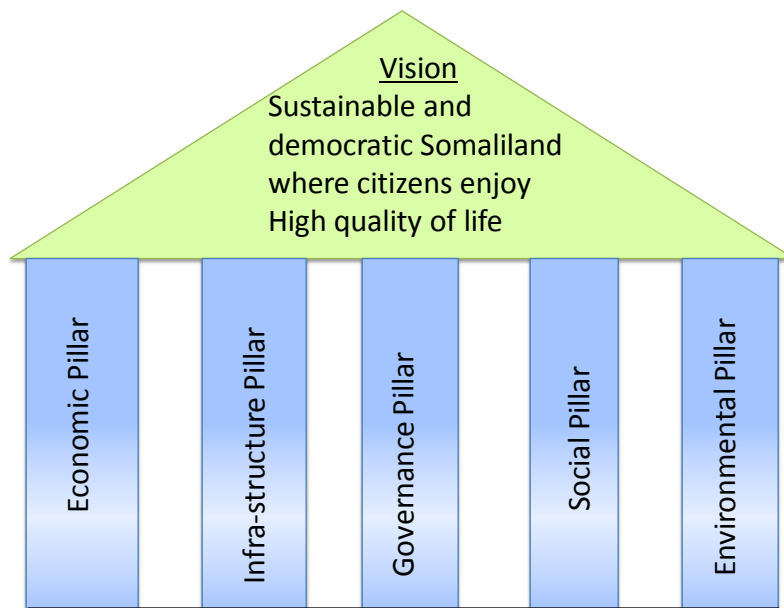 Vision
Sustainable and
democratic Somaliland
where citizens enjoy
High quality of life
Economic Pillar
Infra-structure Pillar
Governance Pillar
Social Pillar
Environmental Pillar